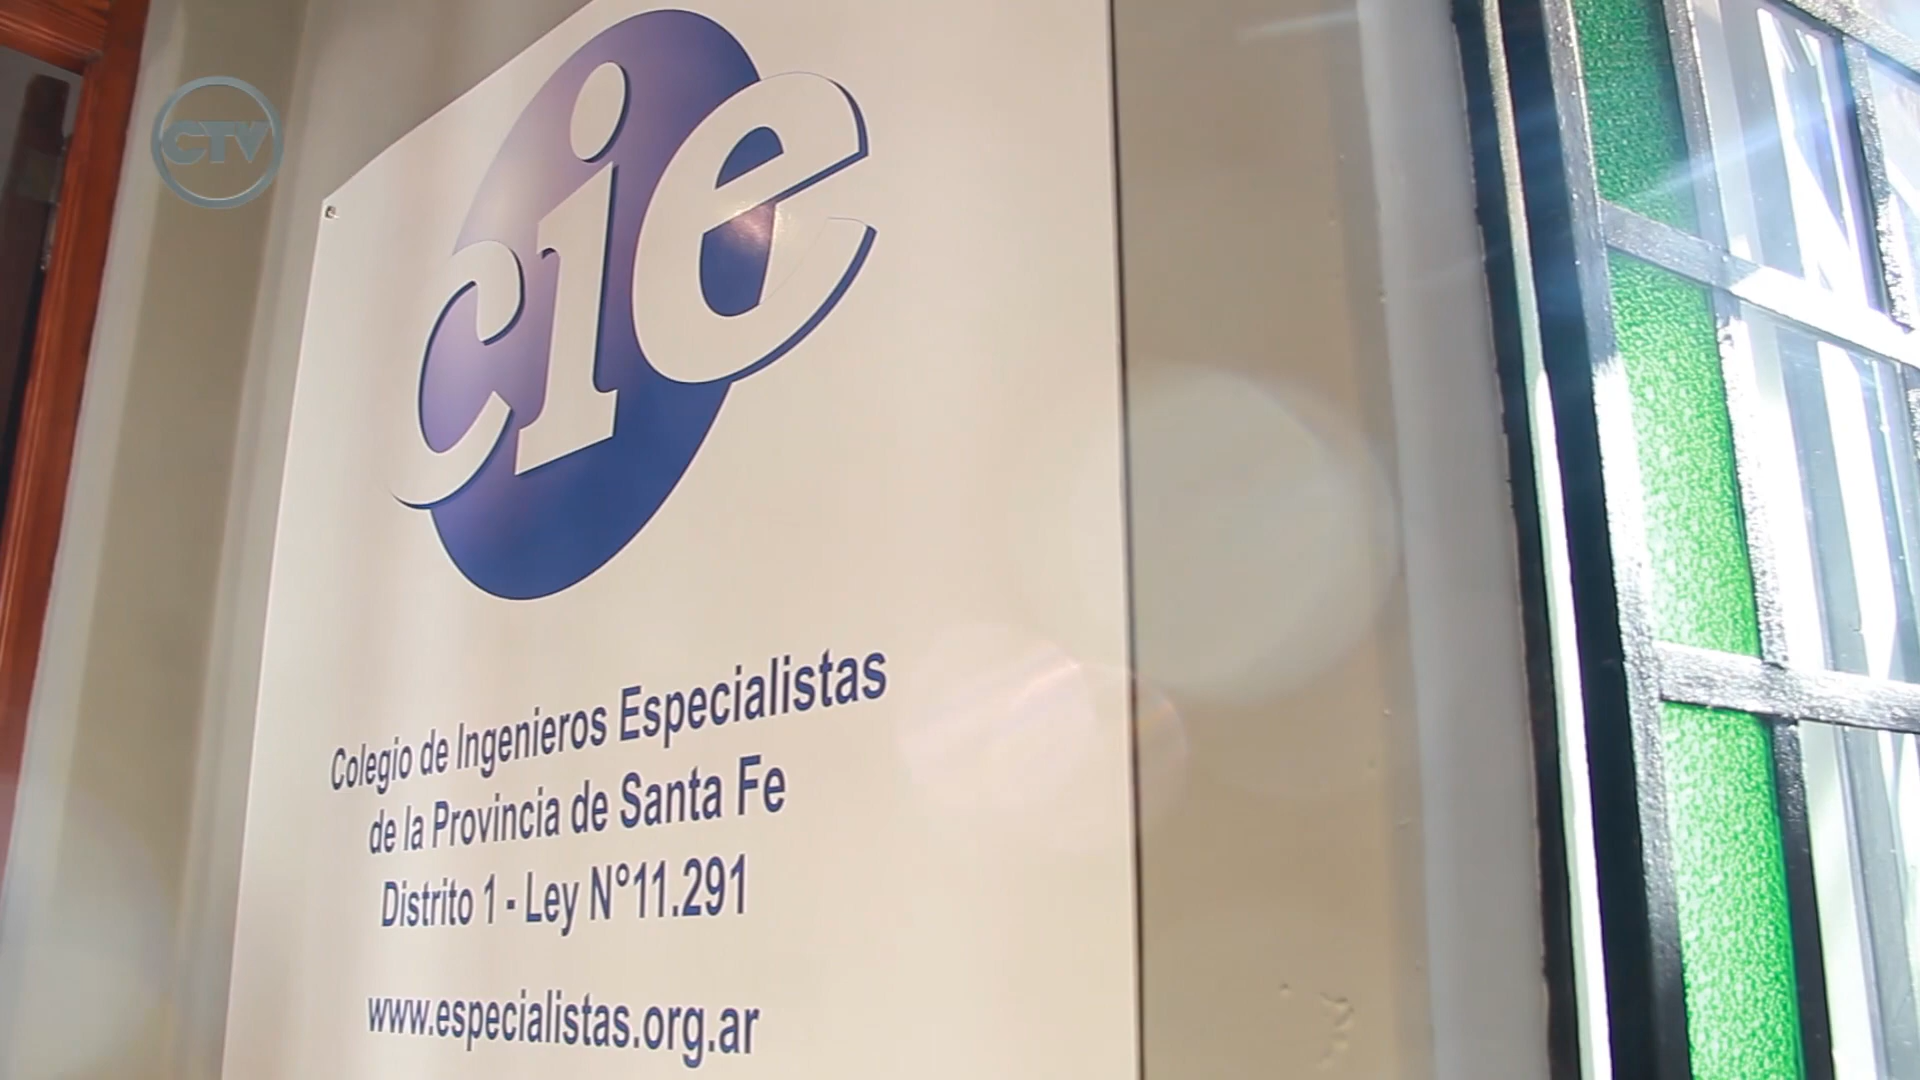 CTV
cie
Colegio de Ingenieros Especialistas
de la Provincia de Santa Fe
Distrito 1 - Ley N°11.291
www.especialistas.org.ar